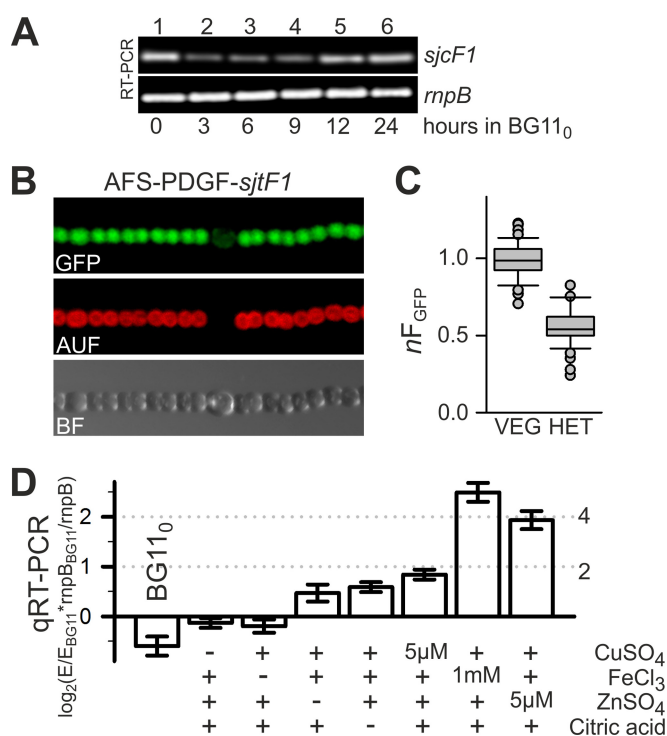 A
1 2 3 4 5 6
RT-PCR
sjcF1
rnpB
0 3 6 9 12 24 hours in BG11₀
B
AFS-PDGF-sjtF1
GFP
AUF
BF
C
nF_GFP
1.0
0.5
0.0
VEG HET
D
qRT-PCR
log₂(E/E_BG11*rnpB_BG11/rnpB)
2
1
0
4
2
BG11₀
- + + + 5µM + + CuSO₄
+ - + + + 1mM + FeCl₃
+ + - + + + 5µM ZnSO₄
+ + + - + + + Citric acid